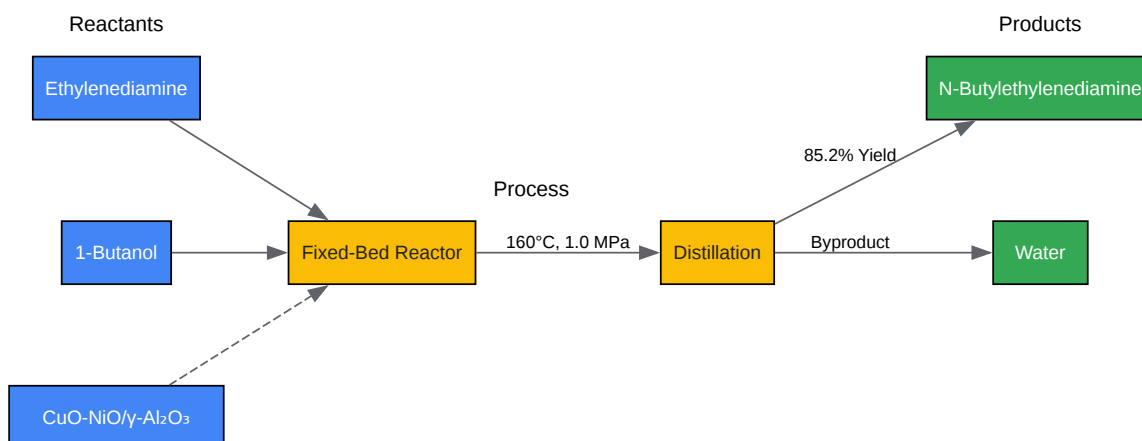 Reactants
Products
Ethylenediamine
N-Butylethylenediamine
85.2% Yield
Process
1-Butanol
Fixed-Bed Reactor
160°C, 1.0 MPa
Distillation
Byproduct
Water
CuO-NiO/γ-Al₂O₃